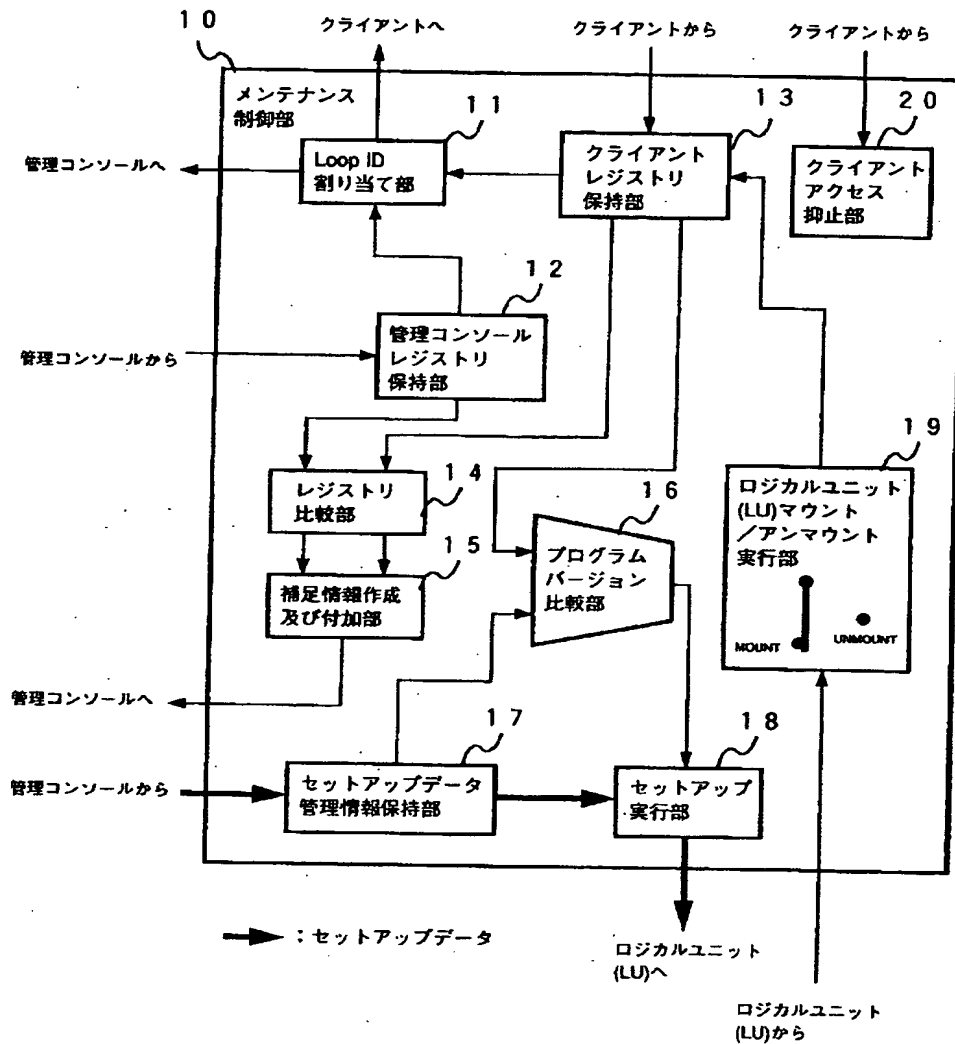 10
クライアントへ
クライアントから
クライアントから
メンテナンス
制御部
11
13
20
管理コンソールへ
Loop ID
割り当て部
クライアント
レジストリ
保持部
クライアント
アクセス
抑止部
12
管理コンソールから
管理コンソール
レジストリ
保持部
19
14
レジストリ
比較部
16
ロジカルユニット
(LU)マウント
/アンマウント
実行部
15
プログラム
バージョン
比較部
補足情報作成
及び付加部
MOUNT
UNMOUNT
管理コンソールへ
17
18
管理コンソールから
セットアップデータ
管理情報保持部
セットアップ
実行部
:セットアップデータ
ロジカルユニット
(LU)へ
ロジカルユニット
(LU)から